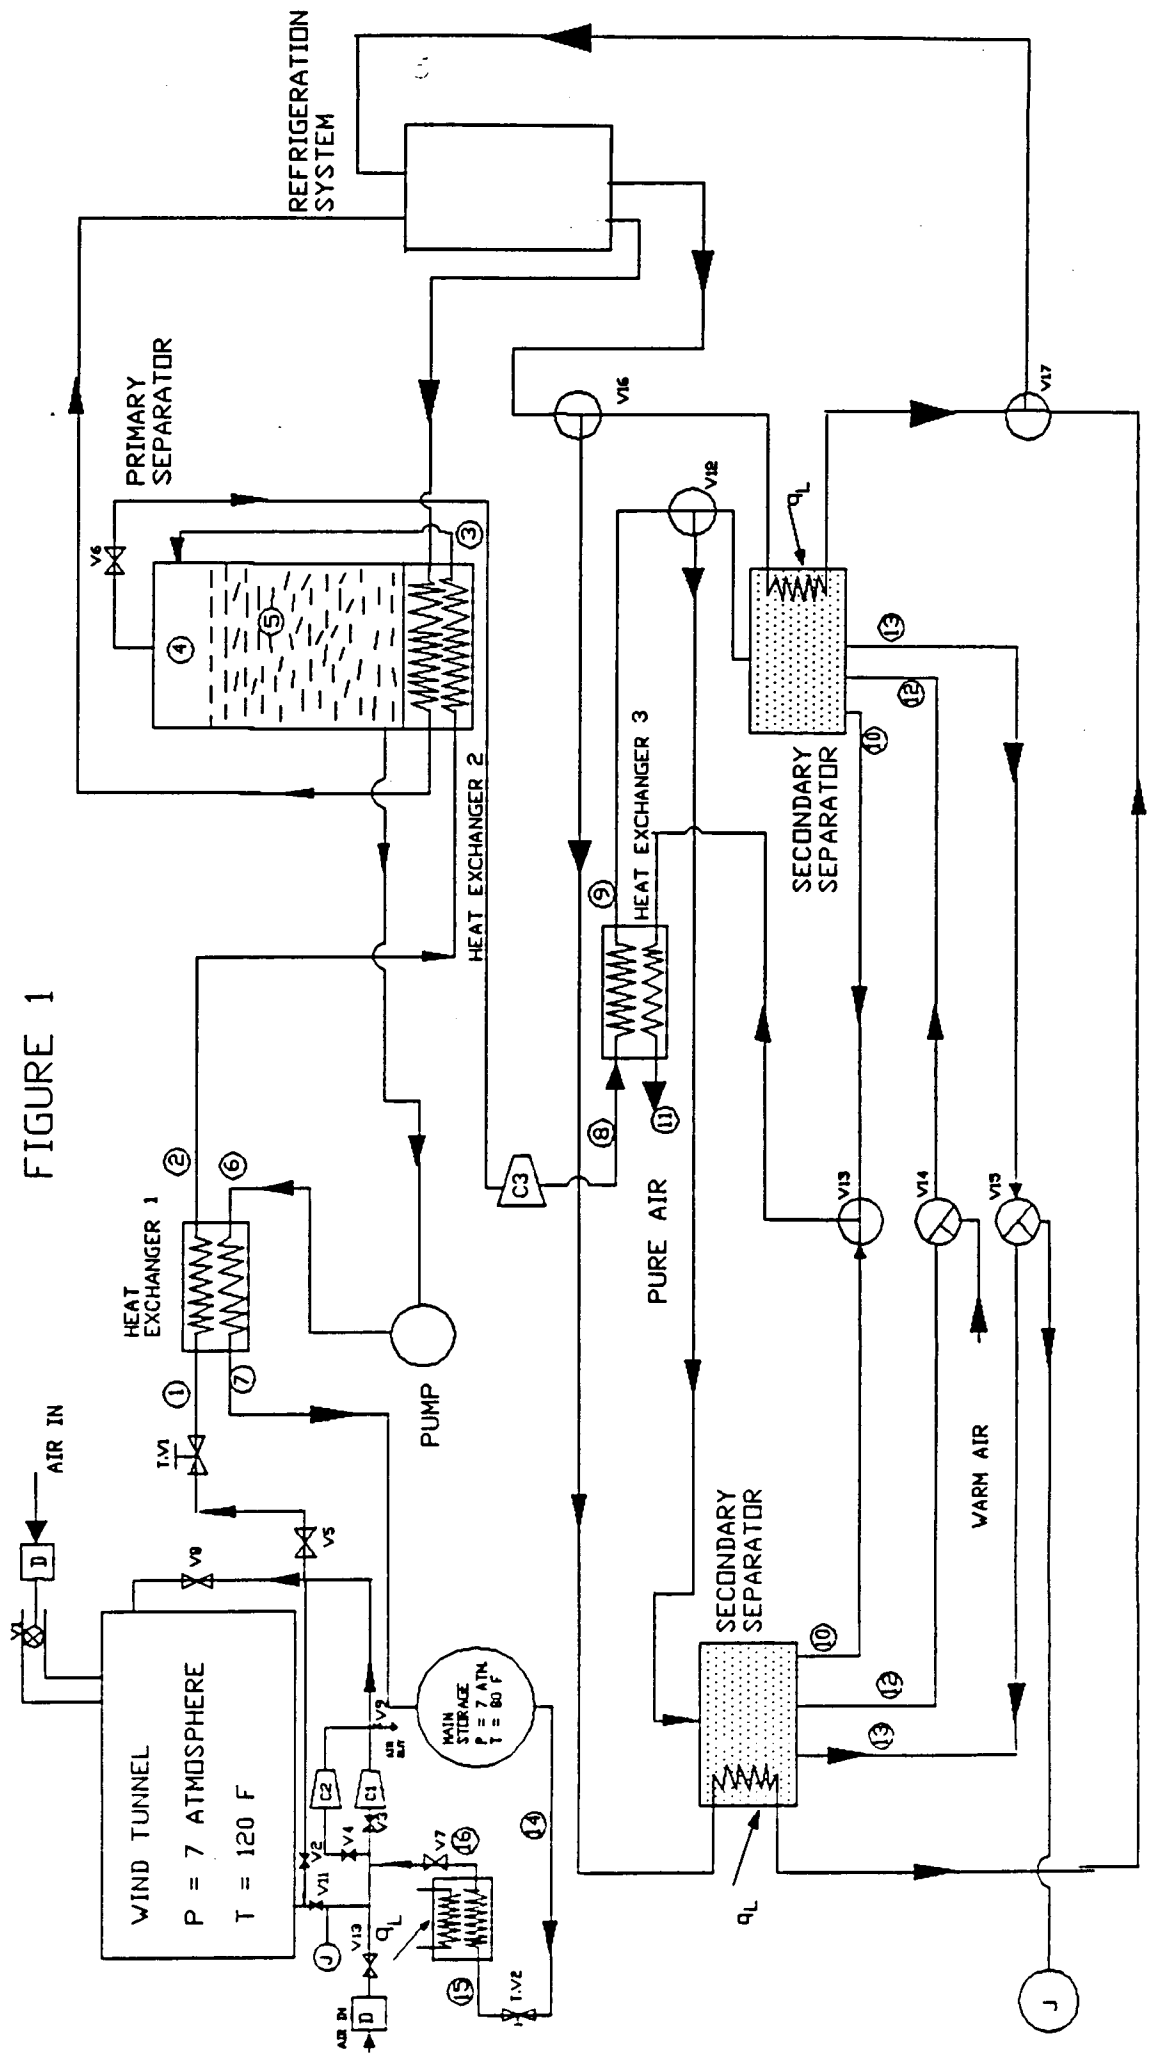 FIGURE 1
AIR IN
D
V1
WIND TUNNEL
P = 7 ATMOSPHERE
T = 120 F
V8
V5
T.V1
1
HEAT
EXCHANGER 1
2
6
7
PUMP
PRIMARY
SEPARATOR
V6
4
5
3
HEAT EXCHANGER 2
REFRIGERATION
SYSTEM
C2
C1
V9
AIR
OUT
V3
V4
V2
V11
J
V13
AIR IN
D
qL
V7
16
15
T.V2
14
MAIN
STORAGE
P = 7 ATM.
T = 80 F
C3
8
9
11
HEAT EXCHANGER 3
PURE AIR
V16
V12
V17
qL
SECONDARY
SEPARATOR
10
12
13
V13
V14
V15
WARM AIR
SECONDARY
SEPARATOR
10
12
13
qL
J